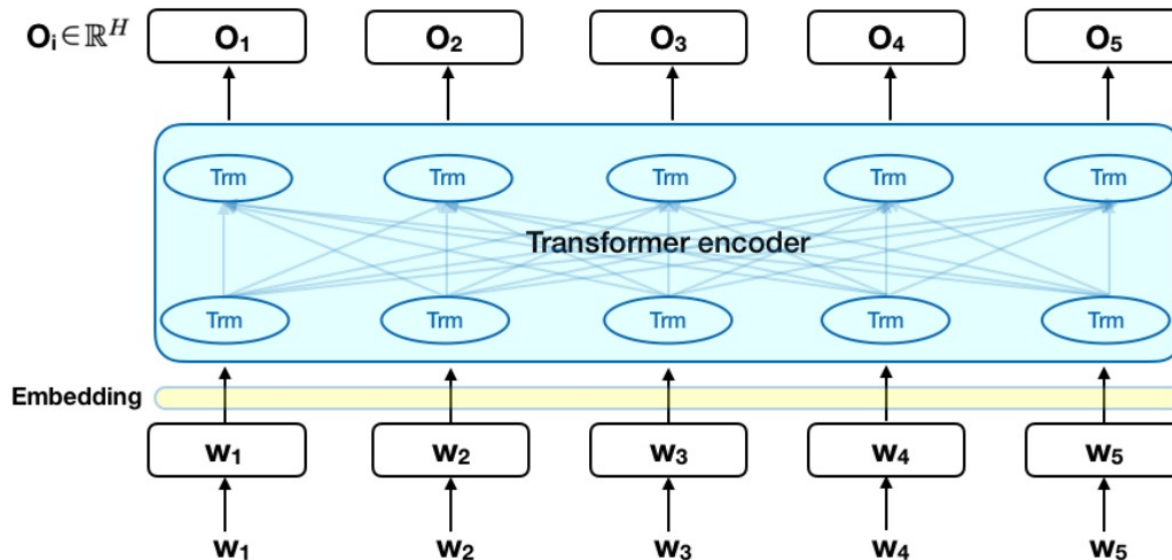 Oᵢ∈ℝᴴ O₁ O₂ O₃ O₄ O₅
Trm Trm Trm Trm Trm
Transformer encoder
Trm Trm Trm Trm Trm
Embedding
w₁ w₂ w₃ w₄ w₅
w₁ w₂ w₃ w₄ w₅